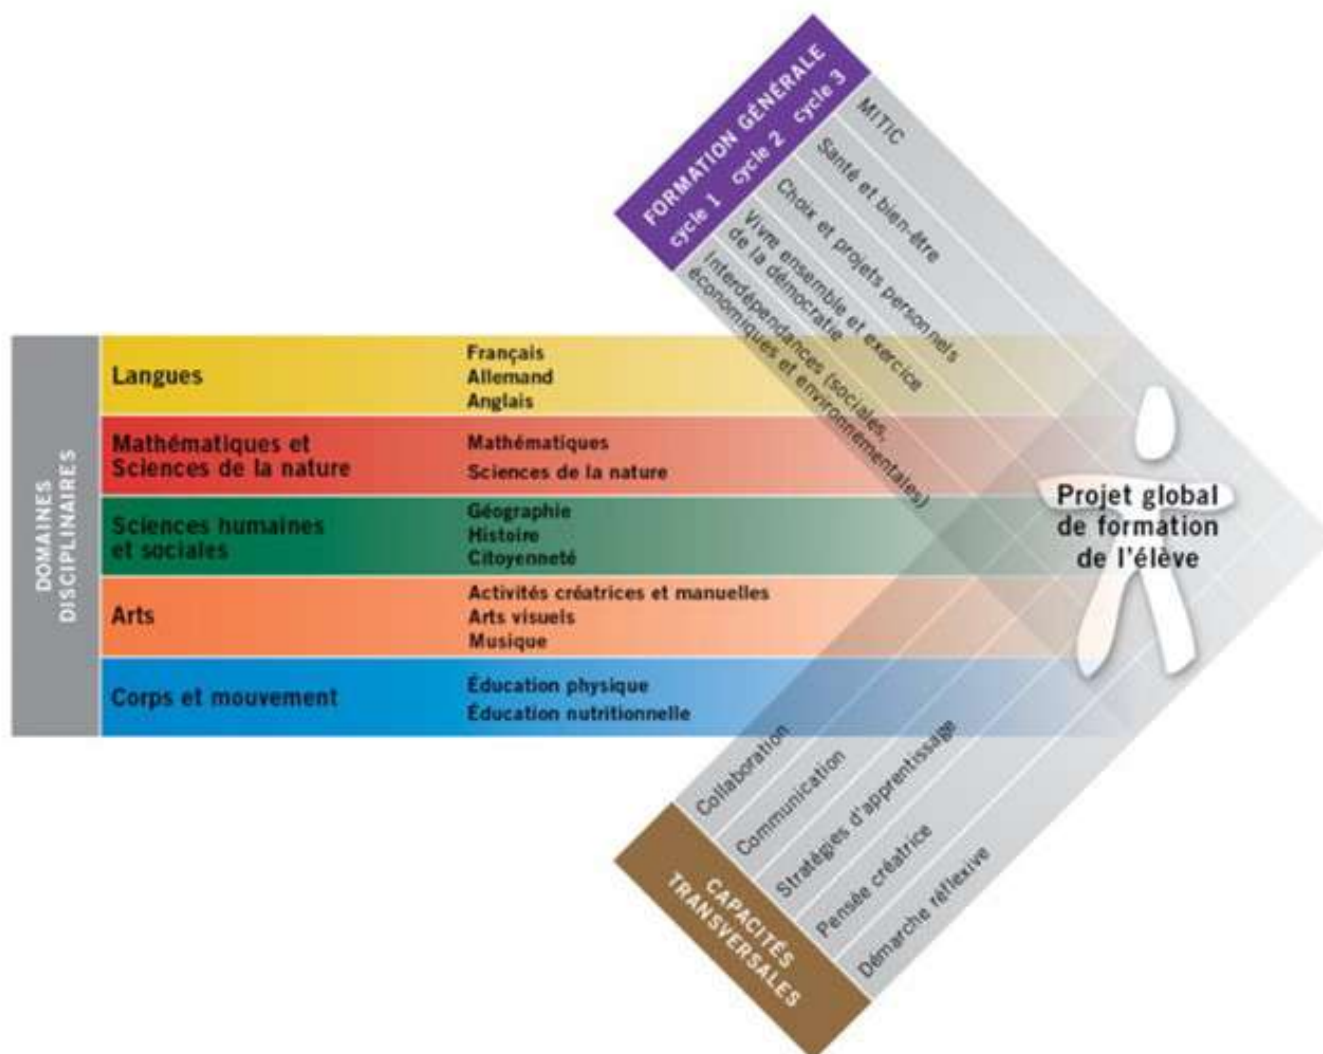 FORMATION GÉNÉRALE
cycle 1 cycle 2 cycle 3
MITIC
Santé et bien-être
Choix et projets personnels
Vivre ensemble et exercice
de la démocratie
Interdépendances (sociales,
économiques et environnementales)
DOMAINES
DISCIPLINAIRES
Langues
Français
Allemand
Anglais
Mathématiques et
Sciences de la nature
Mathématiques
Sciences de la nature
Sciences humaines
et sociales
Géographie
Histoire
Citoyenneté
Arts
Activités créatrices et manuelles
Arts visuels
Musique
Corps et mouvement
Éducation physique
Éducation nutritionnelle
Projet global
de formation
de l'élève
CAPACITÉS
TRANSVERSALES
Collaboration
Communication
Stratégies d'apprentissage
Pensée créatrice
Démarche réflexive